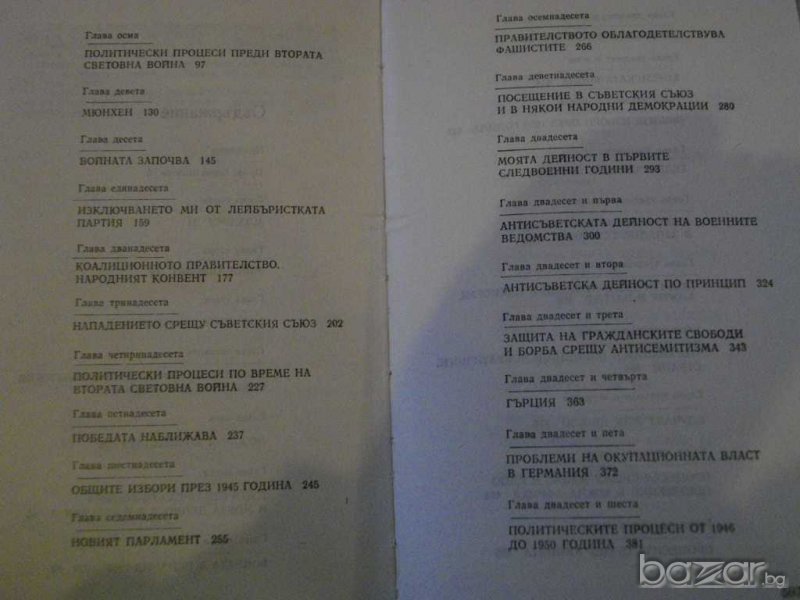 Глава осма
ПОЛИТИЧЕСКИ ПРОЦЕСИ ПРЕДИ ВТОРАТА
СВЕТОВНА ВОЙНА 97
Глава девета
МЮНХЕН 130
Глава десета
ВОЙНАТА ЗАПОЧВА 145
Глава единадесета
ИЗКЛЮЧВАНЕТО МИ ОТ ЛЕЙБЪРИСТКАТА
ПАРТИЯ 159
Глава дванадесета
КОАЛИЦИОННОТО ПРАВИТЕЛСТВО.
НАРОДНИЯТ КОНВЕНТ 177
Глава тринадесета
НАПАДЕНИЕТО СРЕЩУ СЪВЕТСКИЯ СЪЮЗ 202
Глава четиринадесета
ПОЛИТИЧЕСКИ ПРОЦЕСИ ПО ВРЕМЕ НА
ВТОРАТА СВЕТОВНА ВОЙНА 227
Глава петнадесета
ПОБЕДАТА НАБЛИЖАВА 237
Глава шестнадесета
ОБЩИТЕ ИЗБОРИ ПРЕЗ 1945 ГОДИНА 245
Глава седемнадесета
НОВИЯТ ПАРЛАМЕНТ 255
Глава осемнадесета
ПРАВИТЕЛСТВОТО ОБЛАГОДЕТЕЛСТВУВА
ФАШИСТИТЕ 266
Глава деветнадесета
ПОСЕЩЕНИЕ В СЪВЕТСКИЯ СЪЮЗ
И В НЯКОИ НАРОДНИ ДЕМОКРАЦИИ 280
Глава двадесета
МОЯТА ДЕЙНОСТ В ПЪРВИТЕ
СЛЕДВОЕННИ ГОДИНИ 293
Глава двадесет и първа
АНТИСЪВЕТСКАТА ДЕЙНОСТ НА ВОЕННИТЕ
ВЕДОМСТВА 300
Глава двадесет и втора
АНТИСЪВЕТСКА ДЕЙНОСТ ПО ПРИНЦИП 324
Глава двадесет и трета
ЗАЩИТА НА ГРАЖДАНСКИТЕ СВОБОДИ
И БОРБА СРЕЩУ АНТИСЕМИТИЗМА 343
Глава двадесет и четвърта
ГЪРЦИЯ 363
Глава двадесет и пета
ПРОБЛЕМИ НА ОКУПАЦИОННАТА ВЛАСТ
В ГЕРМАНИЯ 372
Глава двадесет и шеста
ПОЛИТИЧЕСКИТЕ ПРОЦЕСИ ОТ 1946
ДО 1950 ГОДИНА 381
bazar.bg